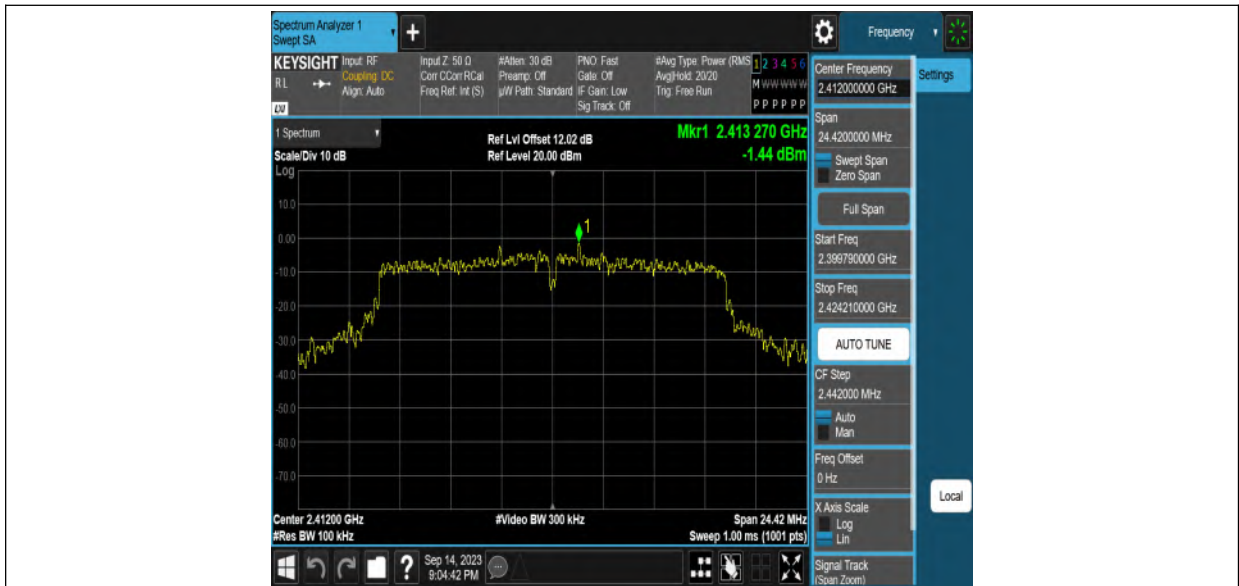 Spectrum Analyzer 1
Swept SA
+
Frequency
KEYSIGHT Input: RF
RL
Coupling: DC
Align: Auto
LXI
Input Z: 50 Ω
Corr CCorr RCal
Freq Ref: Int (S)
#Atten: 30 dB
Preamp: Off
µW Path: Standard
PNO: Fast
Gate: Off
IF Gain: Low
Sig Track: Off
#Avg Type: Power (RMS
Avg|Hold: 20/20
Trig: Free Run
1 2 3 4 5 6
M W W W W W
P P P P P P
1 Spectrum
Scale/Div 10 dB
Log
Ref Lvl Offset 12.02 dB
Ref Level 20.00 dBm
Mkr1 2.413 270 GHz
-1.44 dBm
10.0
0.00
-10.0
-20.0
-30.0
-40.0
-50.0
-60.0
-70.0
1
Center 2.41200 GHz
#Res BW 100 kHz
#Video BW 300 kHz
Span 24.42 MHz
Sweep 1.00 ms (1001 pts)
?
Sep 14, 2023
9:04:42 PM
Center Frequency
2.412000000 GHz
Settings
Span
24.4200000 MHz
Swept Span
Zero Span
Full Span
Start Freq
2.399790000 GHz
Stop Freq
2.424210000 GHz
AUTO TUNE
CF Step
2.442000 MHz
Auto
Man
Freq Offset
0 Hz
X Axis Scale
Log
Lin
Local
Signal Track
(Span Zoom)